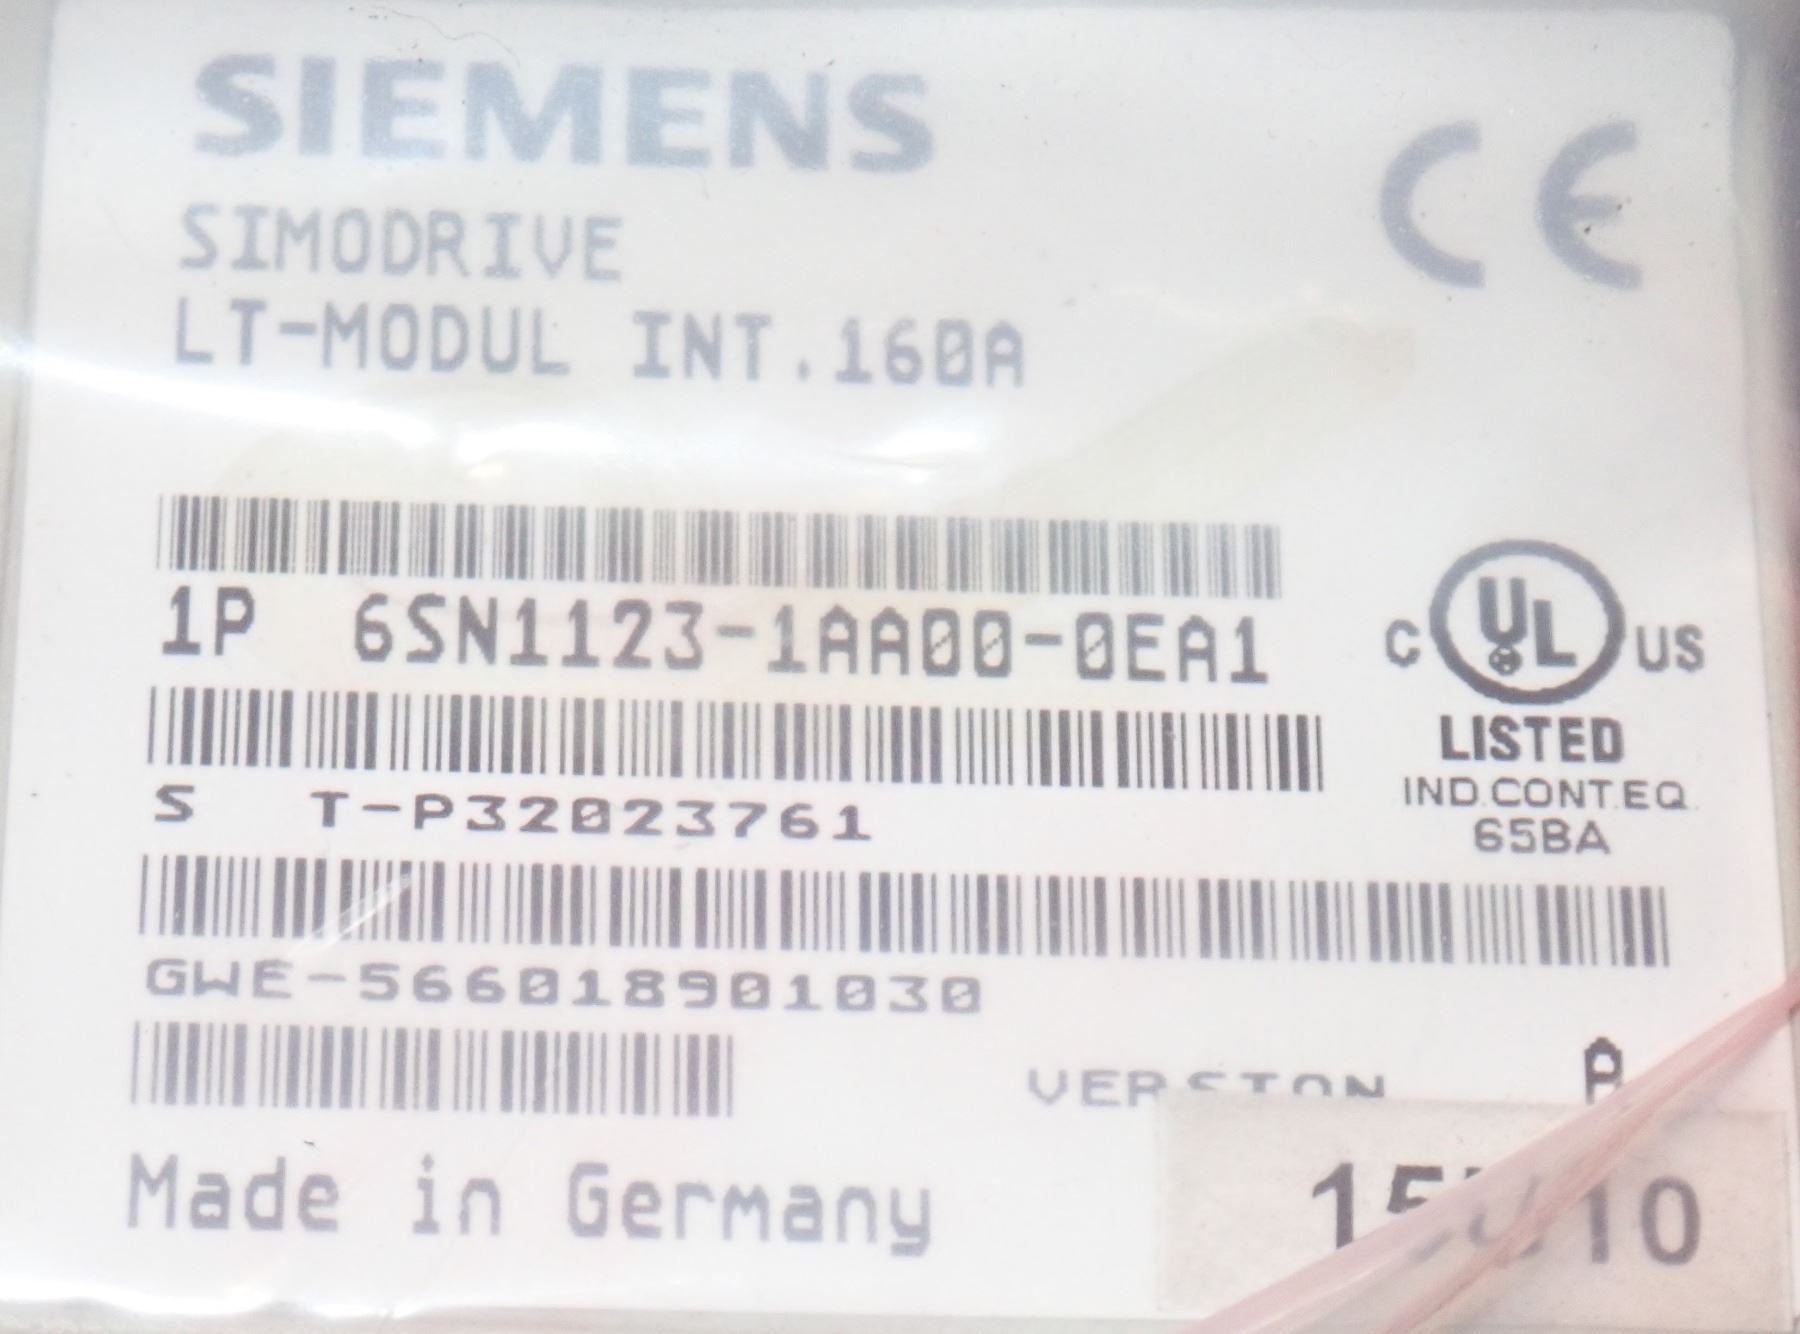 SIEMENS
CE
SIMODRIVE
LT-MODUL INT.160A
1P 6SN1123-1AA00-0EA1
C UL US
LISTED
IND.CONT.EQ.
65BA
S T-P32023761
GWE-566018901030
VERSION A
Made in Germany